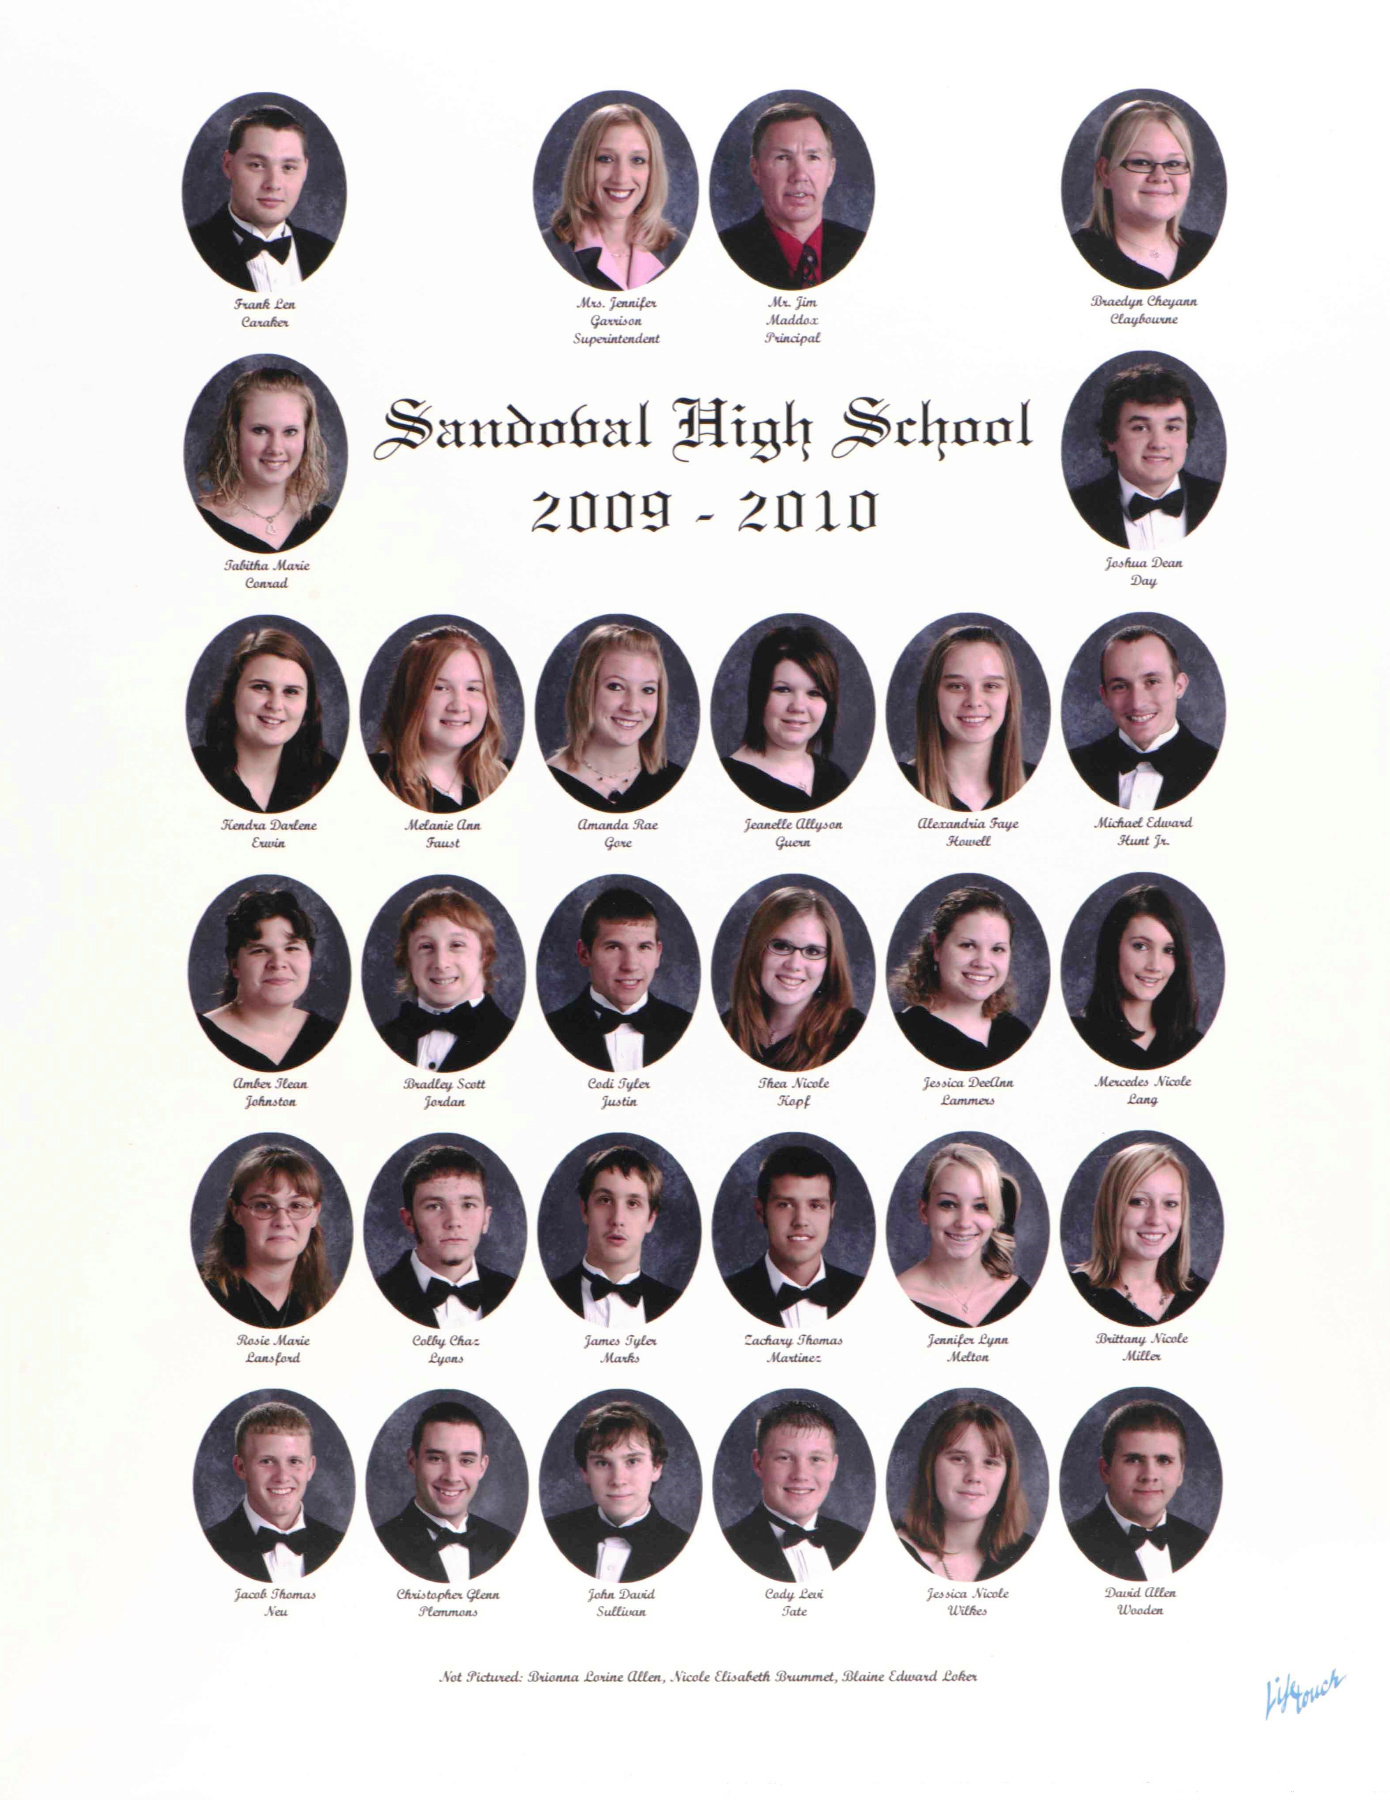 Frank Len
Caraker
Mrs. Jennifer
Garrison
Superintendent
Mr. Jim
Maddox
Principal
Braedyn Cheyann
Claybourne
Sandoval High School
2009 - 2010
Tabitha Marie
Conrad
Joshua Dean
Day
Kendra Darlene
Erwin
Melanie Ann
Faust
Amanda Rae
Gore
Jeanelle Allyson
Guern
Alexandria Faye
Howell
Michael Edward
Hunt Jr.
Amber Ilean
Johnston
Bradley Scott
Jordan
Codi Tyler
Justin
Thea Nicole
Kopf
Jessica DeeAnn
Lammers
Mercedes Nicole
Lang
Rosie Marie
Lansford
Colby Chaz
Lyons
James Tyler
Marks
Zachary Thomas
Martinez
Jennifer Lynn
Melton
Brittany Nicole
Miller
Jacob Thomas
Neu
Christopher Glenn
Plemmons
John David
Sullivan
Cody Levi
Tate
Jessica Nicole
Wilkes
David Allen
Wooden
Not Pictured: Brionna Lorine Allen, Nicole Elisabeth Brummet, Blaine Edward Loker
Lifetouch